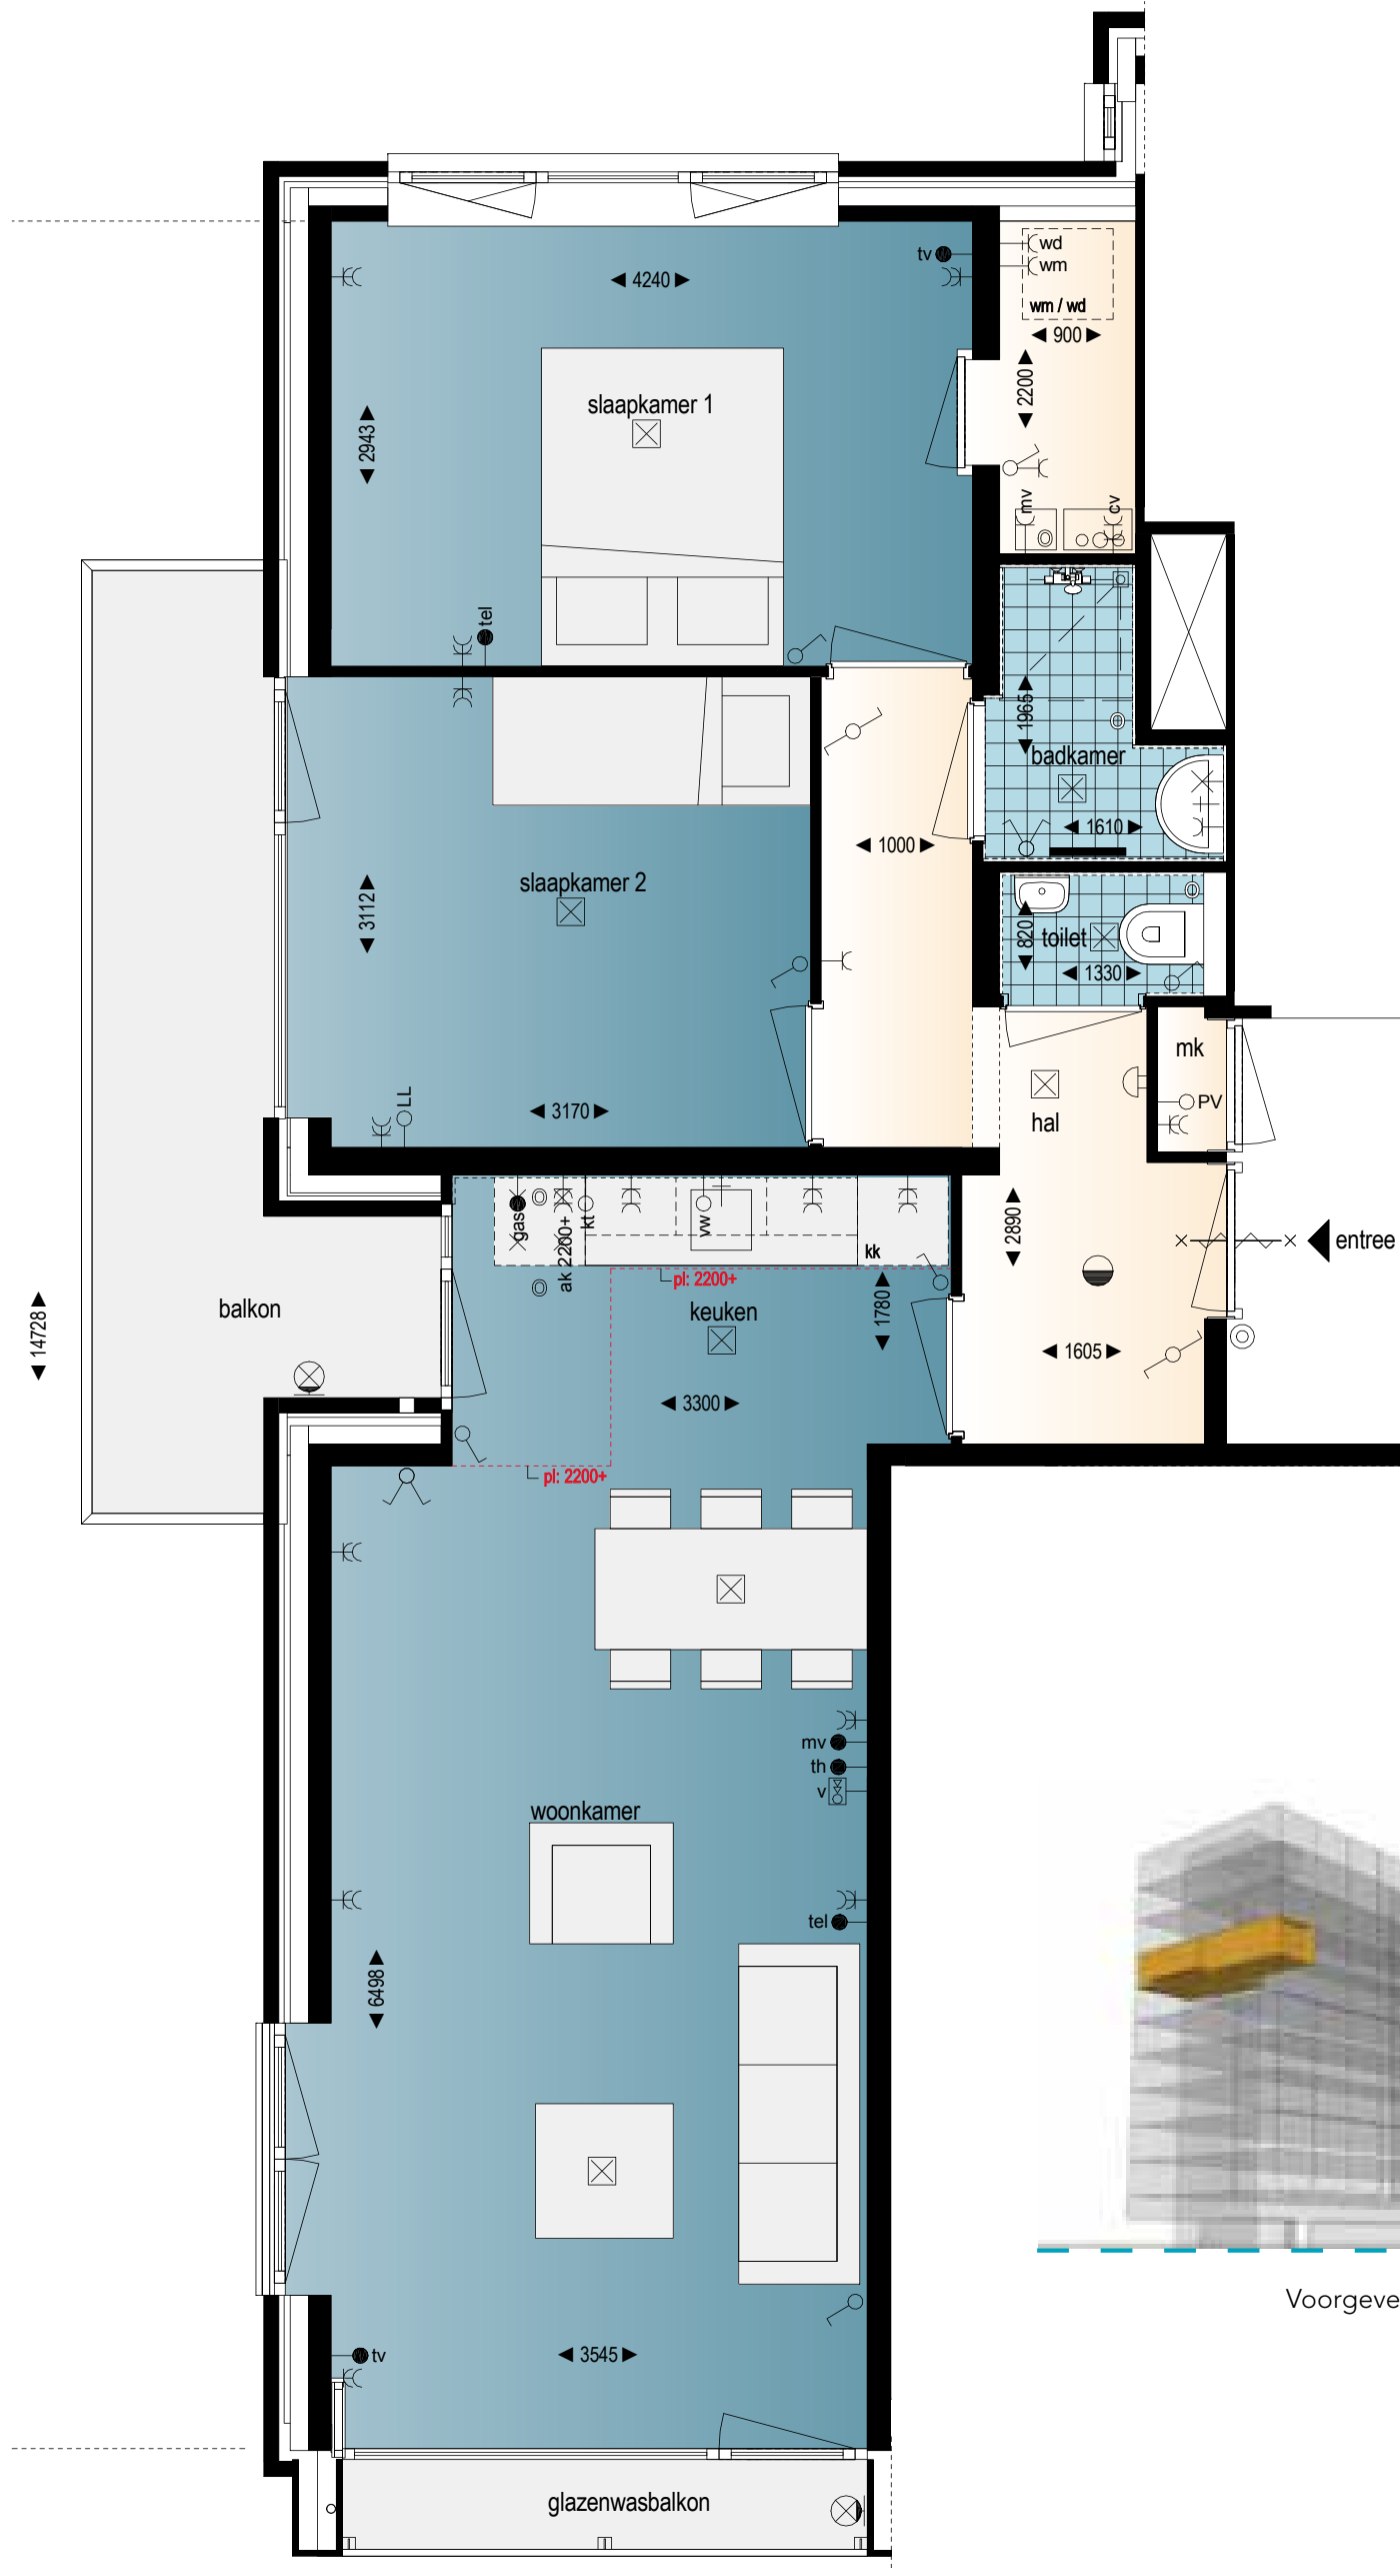 wd
tv
wm
4240
wm / wd
900
2200
slaapkamer 1
2943
mv
cv
tel
1965
badkamer
1610
1000
slaapkamer 2
3112
820
toilet
1330
mk
LL
PV
3170
hal
gas
ak 2200+
kt
vw
kk
2890
entree
pl: 2200+
1780
balkon
keuken
14728
1605
3300
pl: 2200+
mv
th
v
woonkamer
tel
6498
Voorgeve
tv
3545
glazenwasbalkon